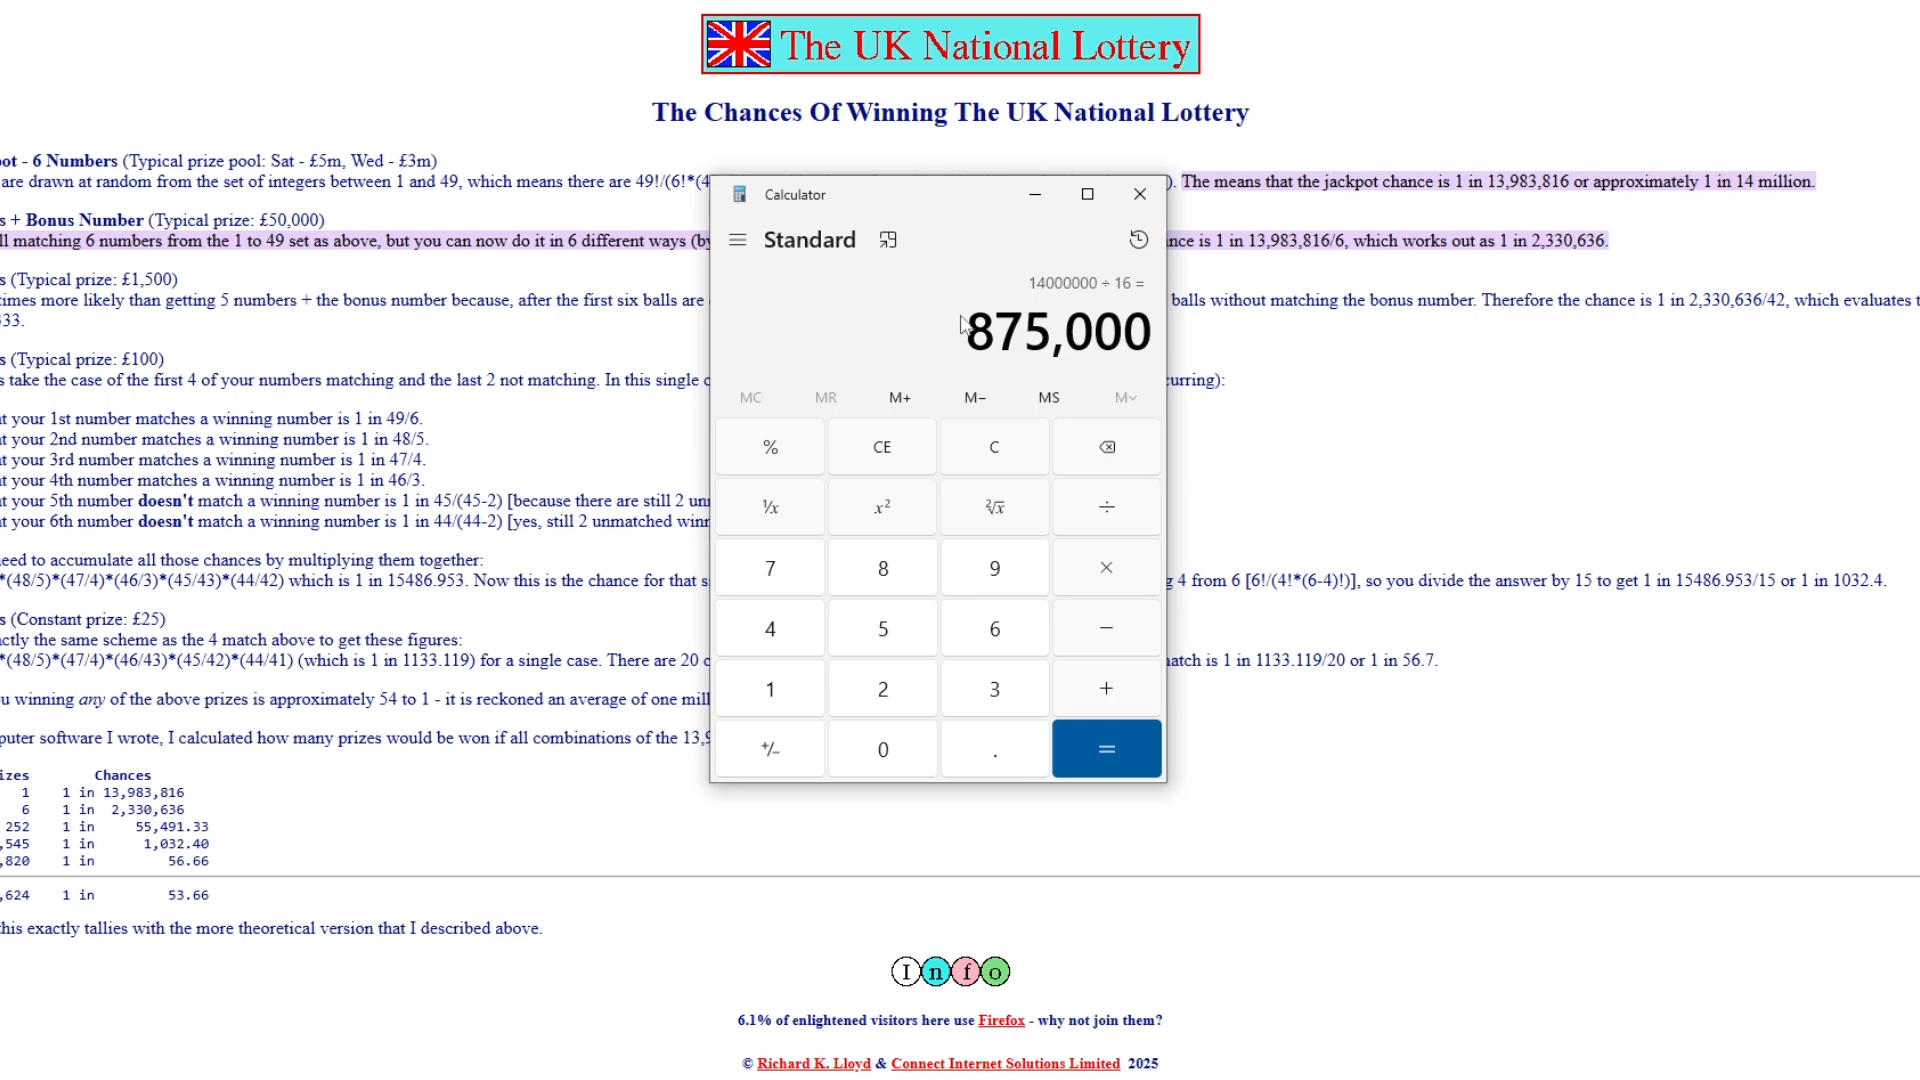 The UK National Lottery
The Chances Of Winning The UK National Lottery
ot - 6 Numbers (Typical prize pool: Sat - £5m, Wed - £3m)
are drawn at random from the set of integers between 1 and 49, which means there are 49!/(6!*(4 ). The means that the jackpot chance is 1 in 13,983,816 or approximately 1 in 14 million.
s + Bonus Number (Typical prize: £50,000)
ll matching 6 numbers from the 1 to 49 set as above, but you can now do it in 6 different ways (by nce is 1 in 13,983,816/6, which works out as 1 in 2,330,636.
s (Typical prize: £1,500)
times more likely than getting 5 numbers + the bonus number because, after the first six balls are balls without matching the bonus number. Therefore the chance is 1 in 2,330,636/42, which evaluates t
33.
s (Typical prize: £100)
s take the case of the first 4 of your numbers matching and the last 2 not matching. In this single c urring):
t your 1st number matches a winning number is 1 in 49/6.
t your 2nd number matches a winning number is 1 in 48/5.
t your 3rd number matches a winning number is 1 in 47/4.
t your 4th number matches a winning number is 1 in 46/3.
t your 5th number doesn't match a winning number is 1 in 45/(45-2) [because there are still 2 un
t your 6th number doesn't match a winning number is 1 in 44/(44-2) [yes, still 2 unmatched winn
eed to accumulate all those chances by multiplying them together:
*(48/5)*(47/4)*(46/3)*(45/43)*(44/42) which is 1 in 15486.953. Now this is the chance for that s g 4 from 6 [6!/(4!*(6-4)!)], so you divide the answer by 15 to get 1 in 15486.953/15 or 1 in 1032.4.
s (Constant prize: £25)
ctly the same scheme as the 4 match above to get these figures:
*(48/5)*(47/4)*(46/43)*(45/42)*(44/41) (which is 1 in 1133.119) for a single case. There are 20 c atch is 1 in 1133.119/20 or 1 in 56.7.
u winning any of the above prizes is approximately 54 to 1 - it is reckoned an average of one mill
puter software I wrote, I calculated how many prizes would be won if all combinations of the 13,9
izes Chances
1 1 in 13,983,816
6 1 in 2,330,636
252 1 in 55,491.33
,545 1 in 1,032.40
,820 1 in 56.66
,624 1 in 53.66
this exactly tallies with the more theoretical version that I described above.
Info
6.1% of enlightened visitors here use Firefox - why not join them?
© Richard K. Lloyd & Connect Internet Solutions Limited 2025
Calculator
Standard
14000000 ÷ 16 =
875,000
MC MR M+ M− MS M
% CE C
¹/x x² ²√x ÷
7 8 9 ×
4 5 6 −
1 2 3 +
+/− 0 . =